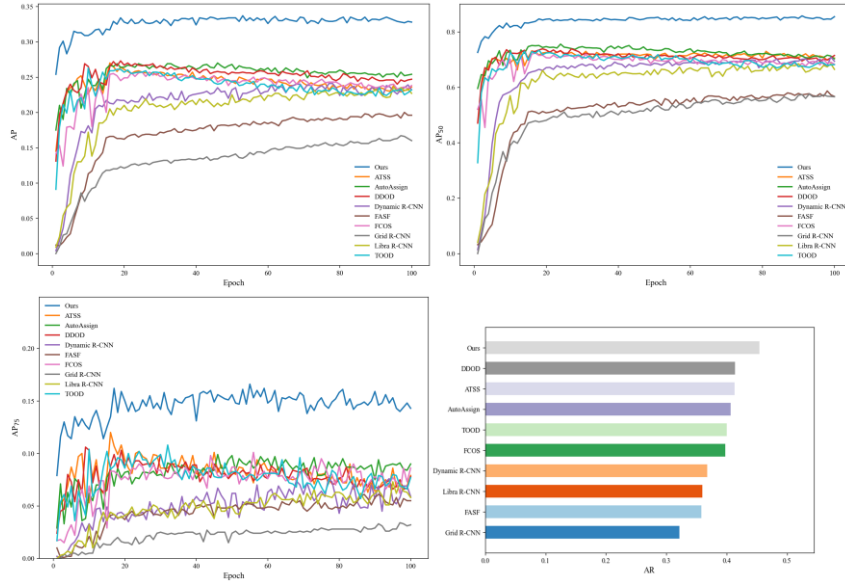 0.35
0.30
0.25
0.20
0.15
0.10
0.05
0.00
AP
0 20 40 60 80 100
Epoch
Ours
ATSS
AutoAssign
DDOD
Dynamic R-CNN
FASF
FCOS
Grid R-CNN
Libra R-CNN
TOOD
0.8
0.6
0.4
0.2
0.0
AP50
0 20 40 60 80 100
Epoch
Ours
ATSS
AutoAssign
DDOD
Dynamic R-CNN
FASF
FCOS
Grid R-CNN
Libra R-CNN
TOOD
0.20
0.15
0.10
0.05
0.00
AP75
0 20 40 60 80 100
Epoch
Ours
ATSS
AutoAssign
DDOD
Dynamic R-CNN
FASF
FCOS
Grid R-CNN
Libra R-CNN
TOOD
Ours
DDOD
ATSS
AutoAssign
TOOD
FCOS
Dynamic R-CNN
Libra R-CNN
FASF
Grid R-CNN
0.0 0.1 0.2 0.3 0.4 0.5
AR